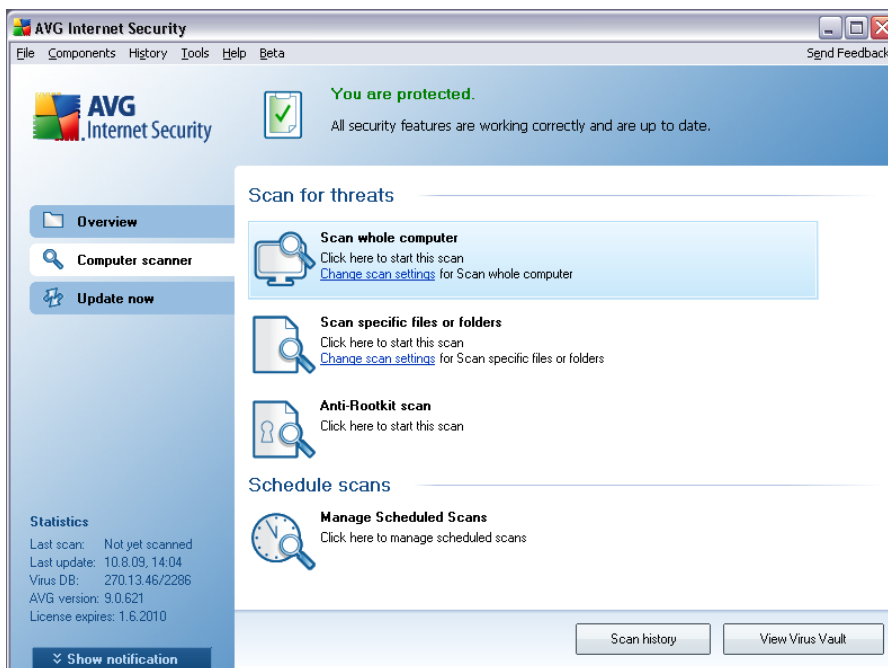 AVG Internet Security
File Components History Tools Help Beta Send Feedback
AVG
Internet Security
You are protected.
All security features are working correctly and are up to date.
Overview
Computer scanner
Update now
Scan for threats
Scan whole computer
Click here to start this scan
Change scan settings for Scan whole computer
Scan specific files or folders
Click here to start this scan
Change scan settings for Scan specific files or folders
Anti-Rootkit scan
Click here to start this scan
Schedule scans
Manage Scheduled Scans
Click here to manage scheduled scans
Statistics
Last scan: Not yet scanned
Last update: 10.8.09, 14:04
Virus DB: 270.13.46/2286
AVG version: 9.0.621
License expires: 1.6.2010
Show notification
Scan history
View Virus Vault